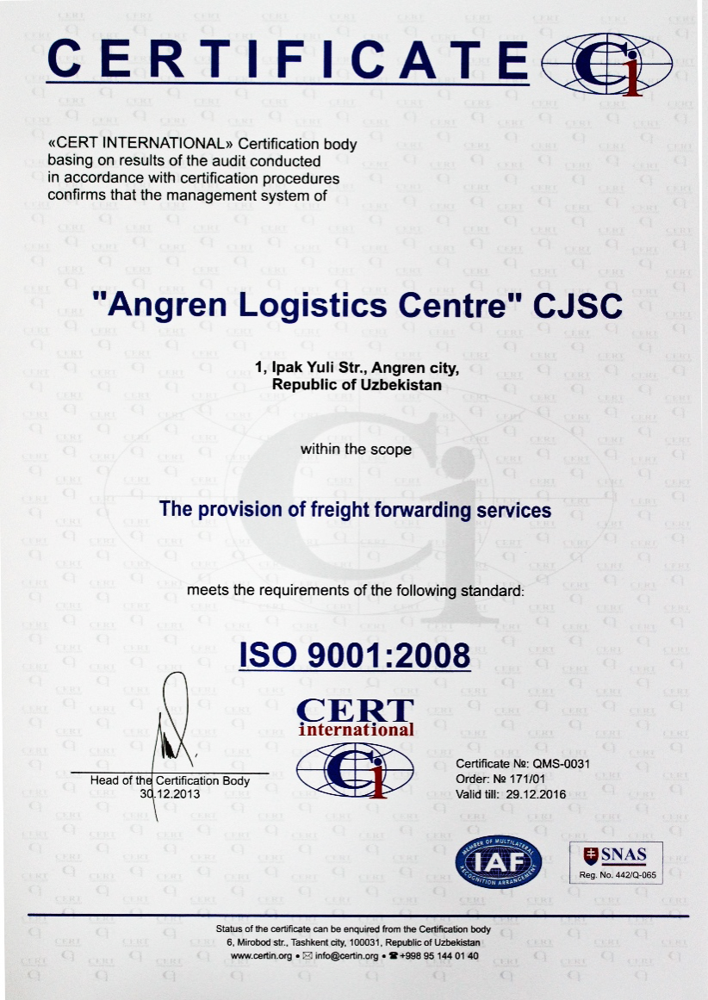 CERTIFICATE
Ci
«CERT INTERNATIONAL» Certification body
basing on results of the audit conducted
in accordance with certification procedures
confirms that the management system of
"Angren Logistics Centre" CJSC
1, Ipak Yuli Str., Angren city,
Republic of Uzbekistan
within the scope
The provision of freight forwarding services
meets the requirements of the following standard:
ISO 9001:2008
CERT
international
Ci
Head of the Certification Body
30.12.2013
Certificate №: QMS-0031
Order: № 171/01
Valid till: 29.12.2016
MEMBER OF MULTILATERAL
IAF
RECOGNITION ARRANGEMENT
SNAS
Reg. No. 442/Q-065
Status of the certificate can be enquired from the Certification body
6, Mirobod str., Tashkent city, 100031, Republic of Uzbekistan
www.certin.org • ✉ info@certin.org • ☎ +998 95 144 01 40